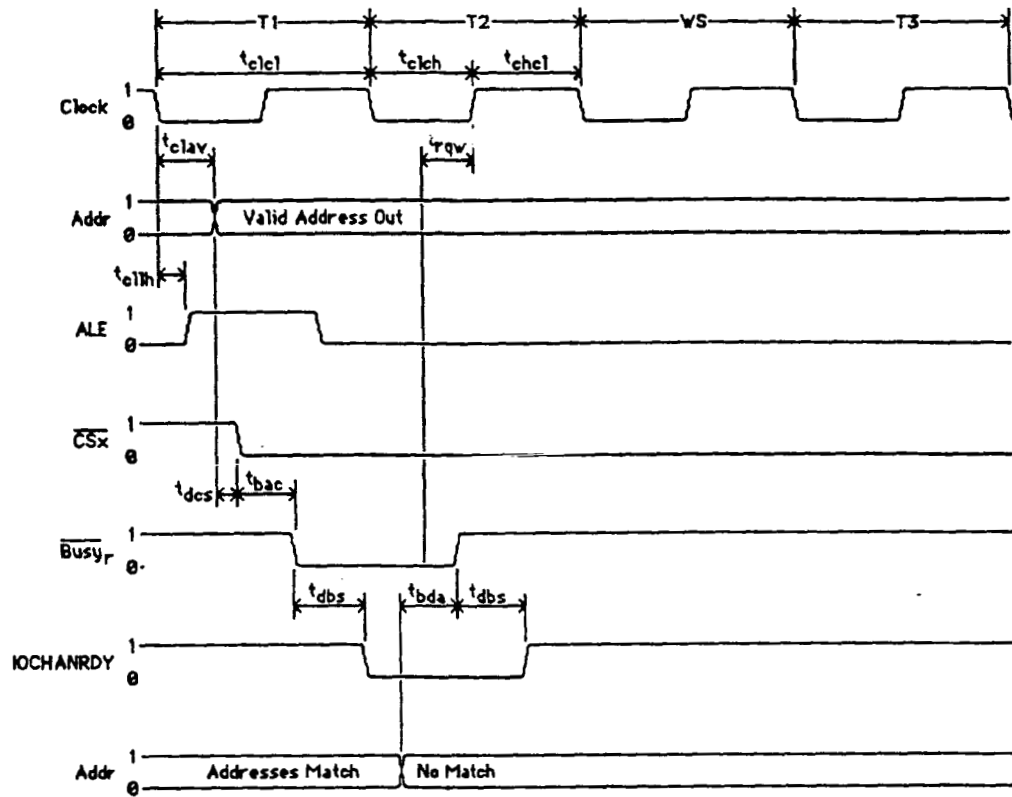 T1 T2 WS T3
tclcl tclch tchcl
Clock 1 0
tclav trqw
Addr 1 0 Valid Address Out
tcllh
ALE 1 0
CSx 1 0
tdcs tbac
Busyr 1 0
tdbs tbda tdbs
IOCHANRDY 1 0
Addr 1 0 Addresses Match No Match